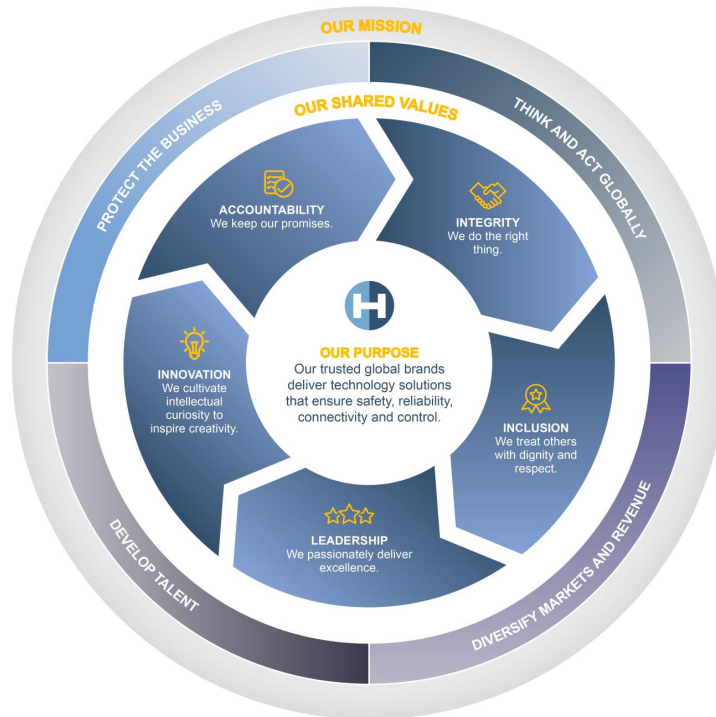 OUR MISSION
PROTECT THE BUSINESS
THINK AND ACT GLOBALLY
OUR SHARED VALUES
ACCOUNTABILITY
We keep our promises.
INTEGRITY
We do the right
thing.
H
OUR PURPOSE
Our trusted global brands
deliver technology solutions
that ensure safety, reliability,
connectivity and control.
INNOVATION
We cultivate
intellectual
curiosity to
inspire creativity.
INCLUSION
We treat others
with dignity and
respect.
LEADERSHIP
We passionately deliver
excellence.
DEVELOP TALENT
DIVERSIFY MARKETS AND REVENUE